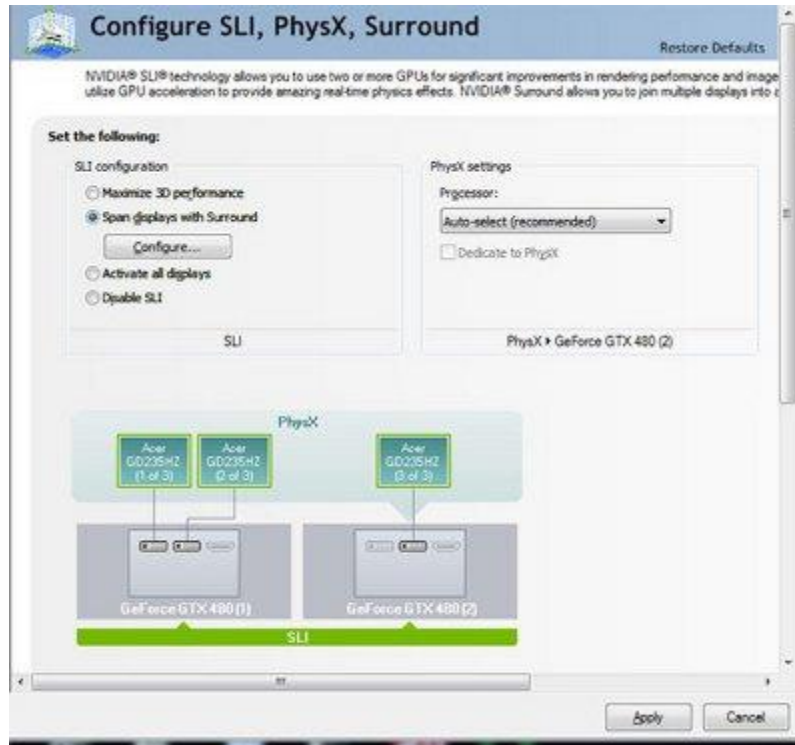 Configure SLI, PhysX, Surround
Restore Defaults
NVIDIA® SLI® technology allows you to use two or more GPUs for significant improvements in rendering performance and image
utilize GPU acceleration to provide amazing real-time physics effects. NVIDIA® Surround allows you to join multiple displays into a
Set the following:
SLI configuration
Maximize 3D performance
Span displays with Surround
Configure...
Activate all displays
Disable SLI
SLI
PhysX settings
Processor:
Auto-select (recommended)
Dedicate to PhysX
PhysX ▸ GeForce GTX 480 (2)
PhysX
Acer
GD235HZ
(1 of 3)
Acer
GD235HZ
(2 of 3)
Acer
GD235HZ
(3 of 3)
GeForce GTX 480 (1)
GeForce GTX 480 (2)
SLI
Apply
Cancel